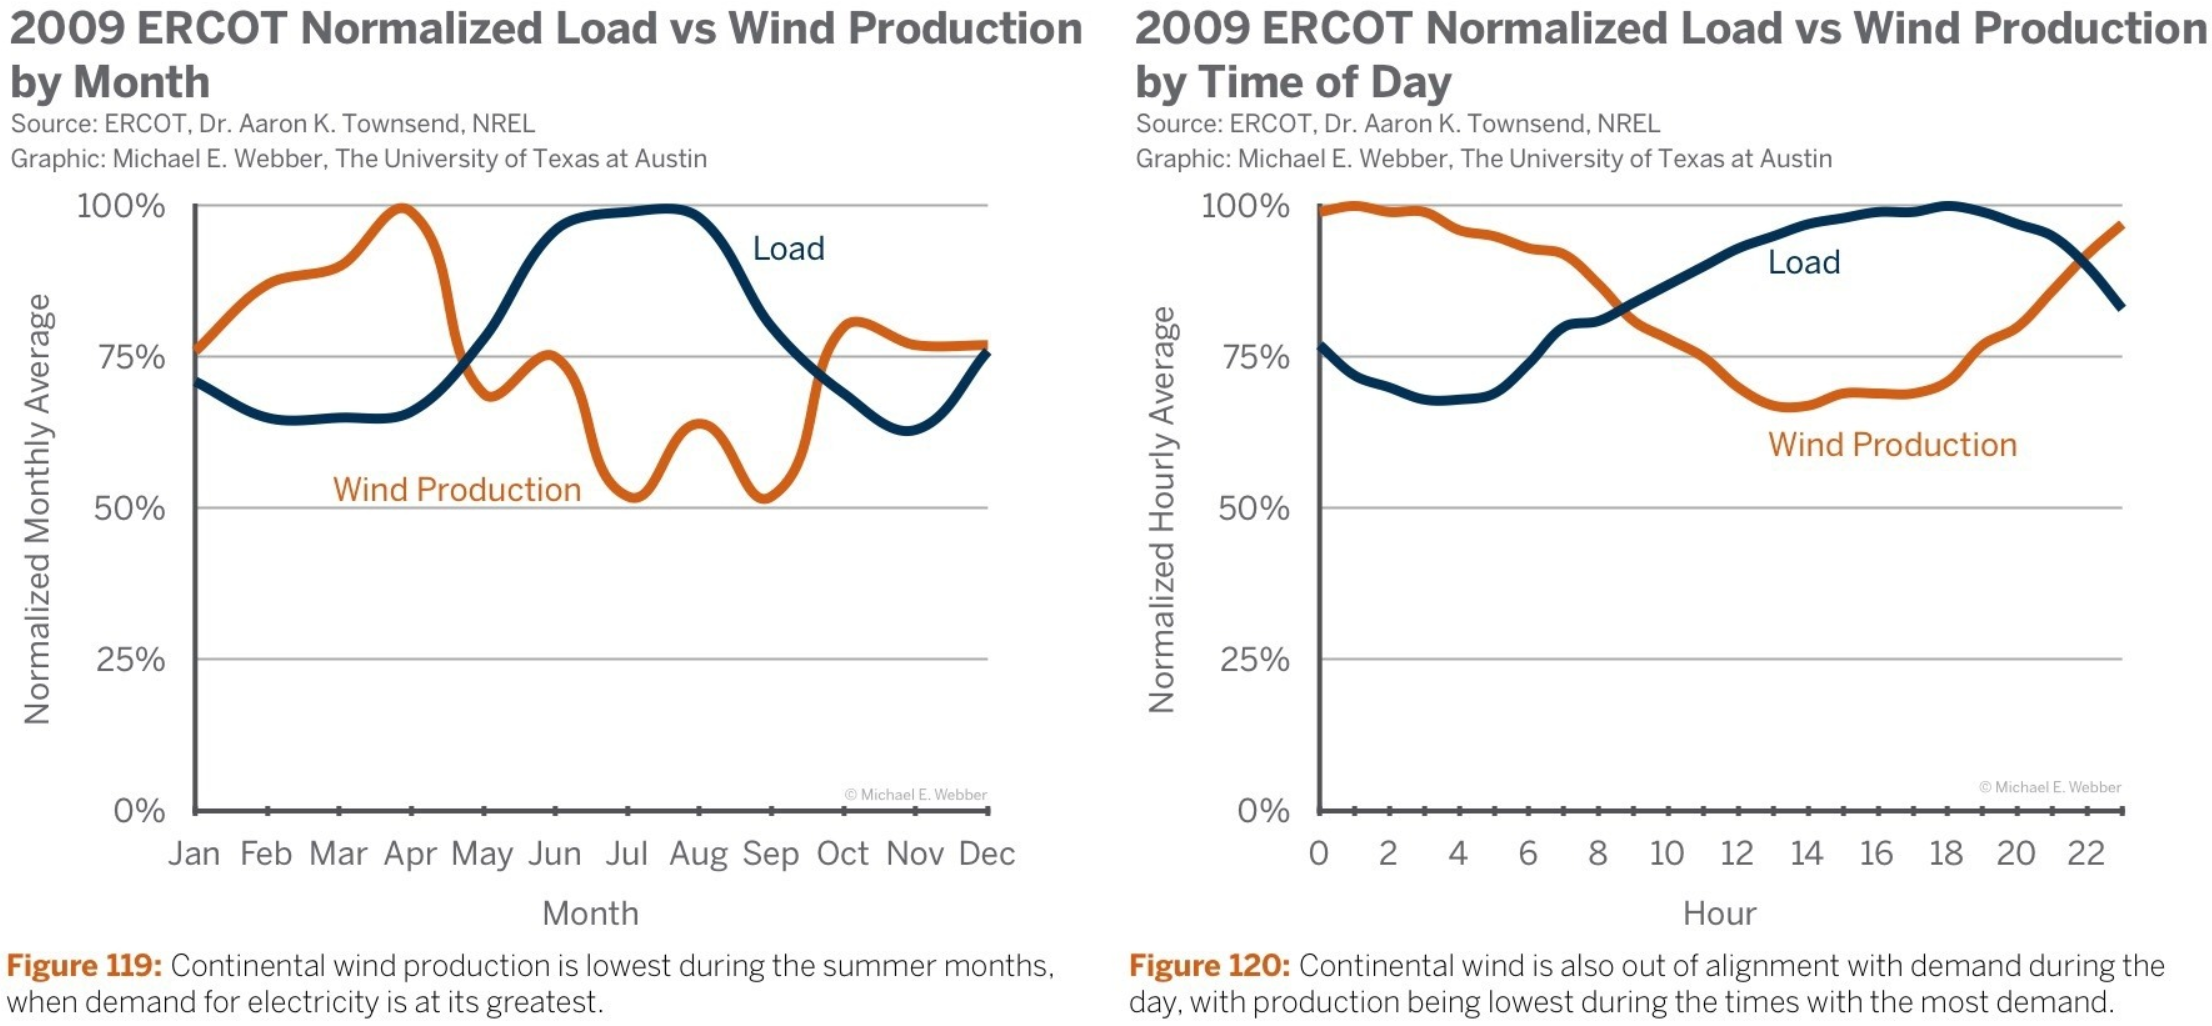 2009 ERCOT Normalized Load vs Wind Production
by Month
Source: ERCOT, Dr. Aaron K. Townsend, NREL
Graphic: Michael E. Webber, The University of Texas at Austin
100%
75%
50%
25%
0%
Normalized Monthly Average
Load
Wind Production
© Michael E. Webber
Jan Feb Mar Apr May Jun Jul Aug Sep Oct Nov Dec
Month
Figure 119: Continental wind production is lowest during the summer months,
when demand for electricity is at its greatest.
2009 ERCOT Normalized Load vs Wind Production
by Time of Day
Source: ERCOT, Dr. Aaron K. Townsend, NREL
Graphic: Michael E. Webber, The University of Texas at Austin
100%
75%
50%
25%
0%
Normalized Hourly Average
Load
Wind Production
© Michael E. Webber
0 2 4 6 8 10 12 14 16 18 20 22
Hour
Figure 120: Continental wind is also out of alignment with demand during the
day, with production being lowest during the times with the most demand.